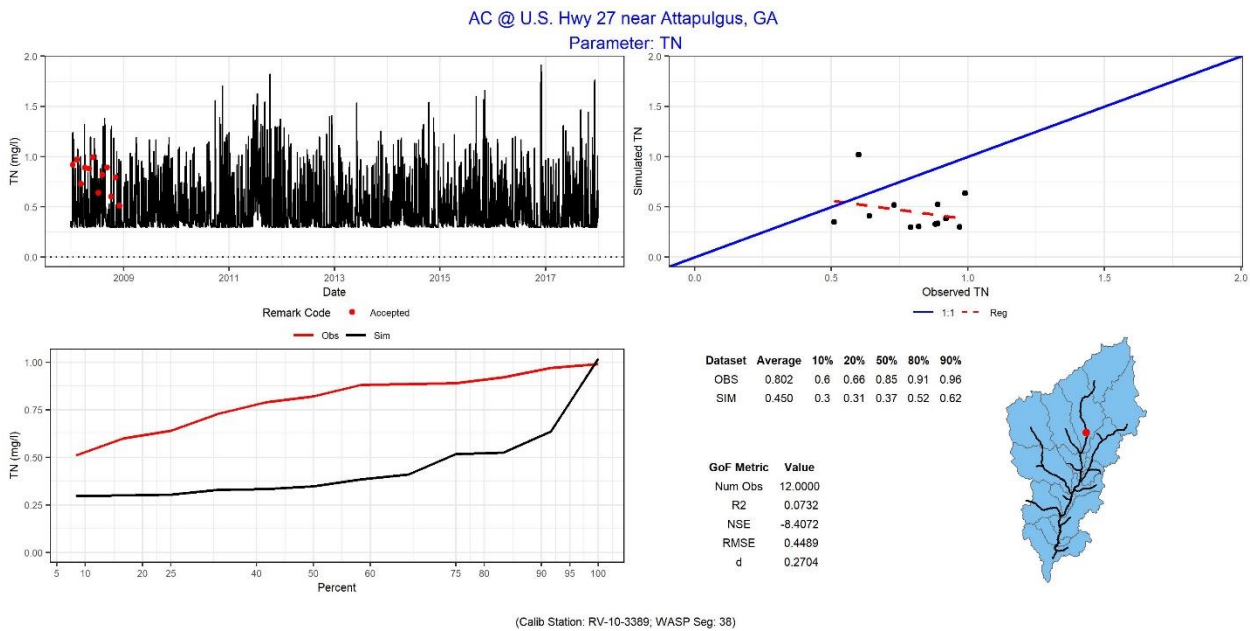 AC @ U.S. Hwy 27 near Attapulgus, GA
Parameter: TN
2.0
1.5
1.0
0.5
0.0
TN (mg/l)
2009 2011 2013 2015 2017
Date
Remark Code Accepted
2.0
1.5
1.0
0.5
0.0
Simulated TN
0.0 0.5 1.0 1.5 2.0
Observed TN
1:1 Reg
Obs Sim
1.00
0.75
0.50
0.25
0.00
TN (mg/l)
5 10 20 25 40 50 60 75 80 90 95 100
Percent
Dataset Average 10% 20% 50% 80% 90%
OBS 0.802 0.6 0.66 0.85 0.91 0.96
SIM 0.450 0.3 0.31 0.37 0.52 0.62
GoF Metric Value
Num Obs 12.0000
R2 0.0732
NSE -8.4072
RMSE 0.4489
d 0.2704
(Calib Station: RV-10-3389; WASP Seg: 38)